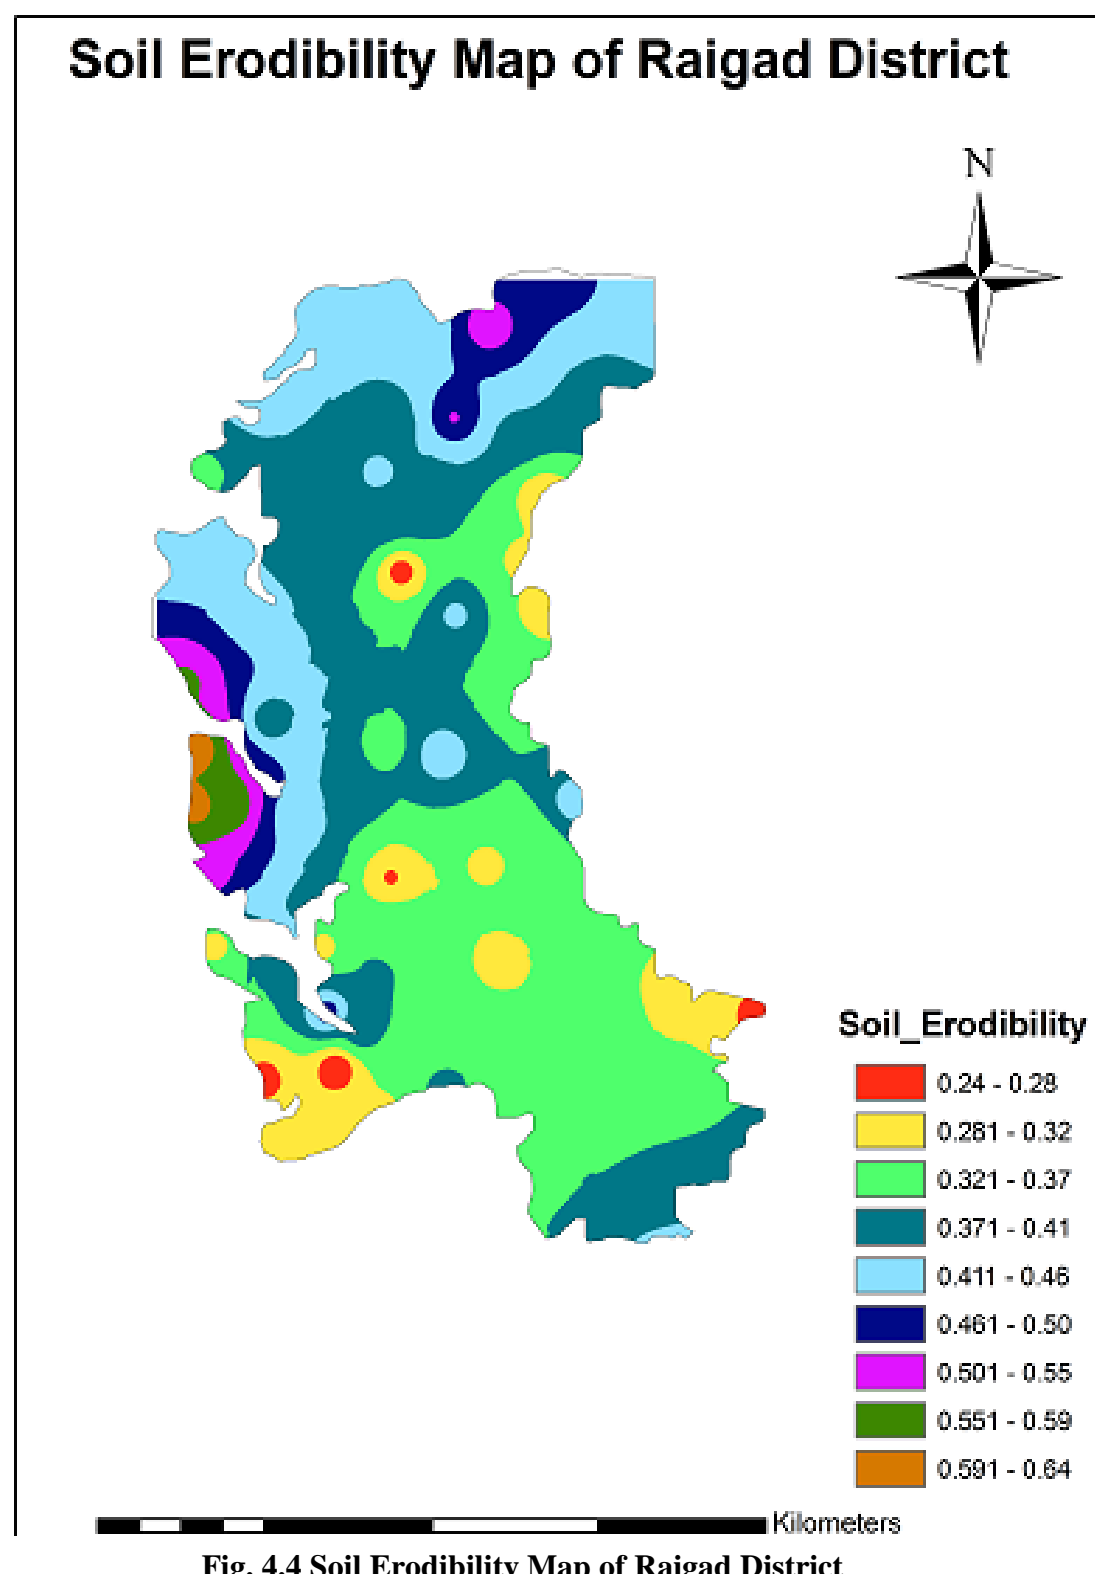 Soil Erodibility Map of Raigad District
N
Soil_Erodibility
0.24 - 0.28
0.281 - 0.32
0.321 - 0.37
0.371 - 0.41
0.411 - 0.46
0.461 - 0.50
0.501 - 0.55
0.551 - 0.59
0.591 - 0.64
Kilometers
Fig. 4.4 Soil Erodibility Map of Raigad District